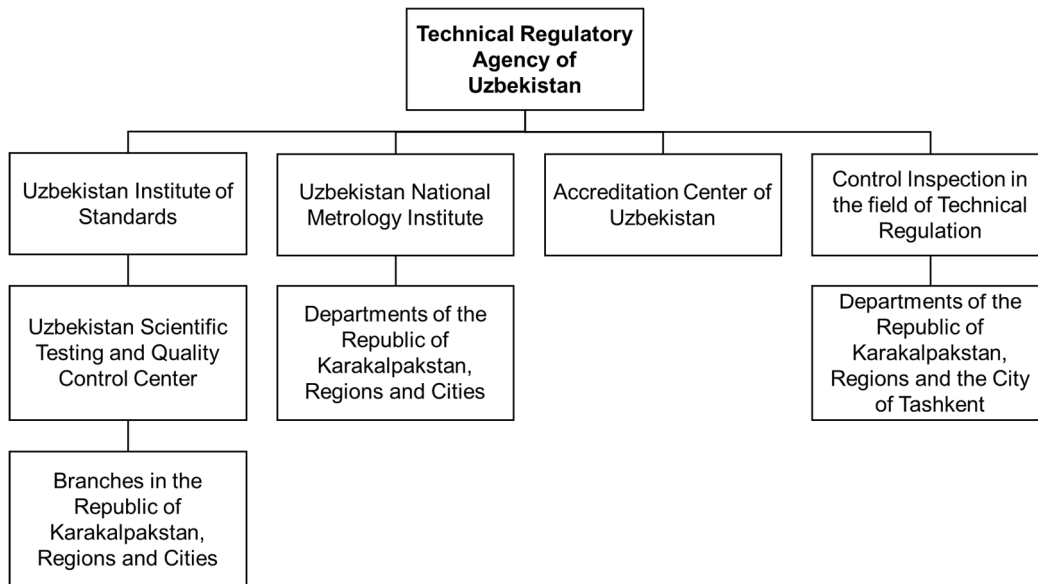 Technical Regulatory
Agency of
Uzbekistan
Uzbekistan Institute of
Standards
Uzbekistan National
Metrology Institute
Accreditation Center of
Uzbekistan
Control Inspection in
the field of Technical
Regulation
Uzbekistan Scientific
Testing and Quality
Control Center
Departments of the
Republic of
Karakalpakstan,
Regions and Cities
Departments of the
Republic of
Karakalpakstan,
Regions and the City
of Tashkent
Branches in the
Republic of
Karakalpakstan,
Regions and Cities